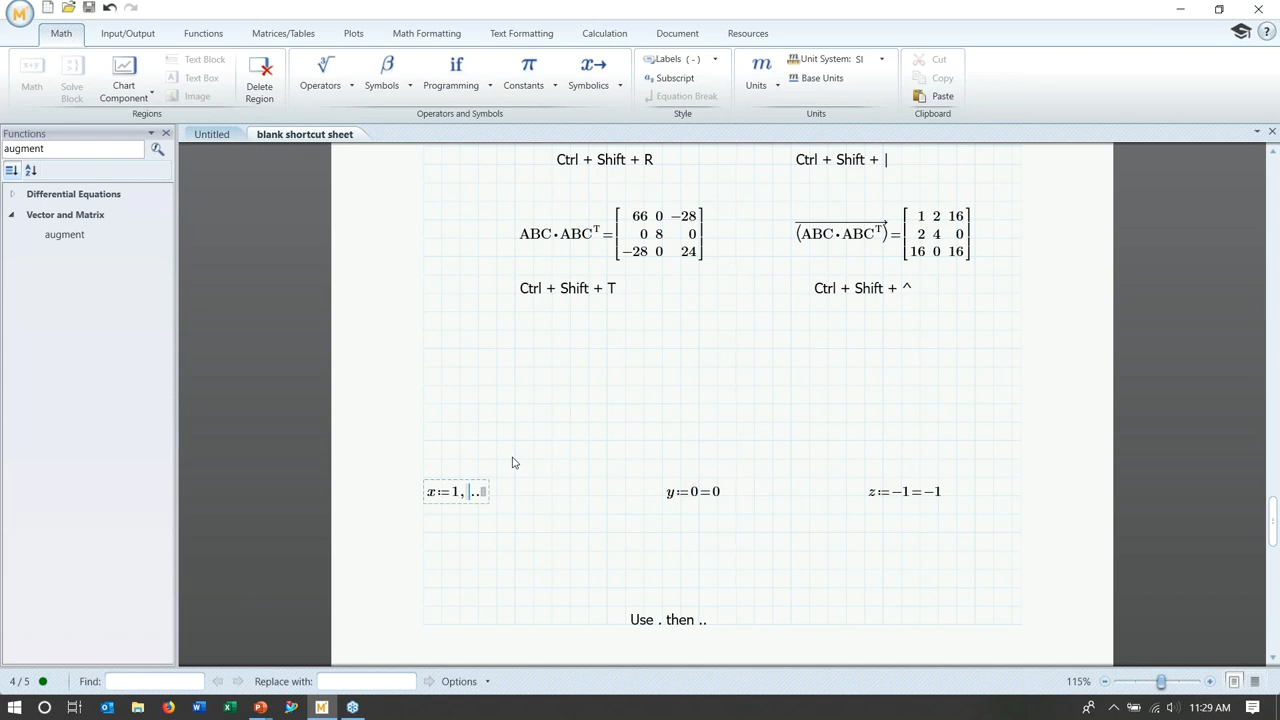 Math Input/Output Functions Matrices/Tables Plots Math Formatting Text Formatting Calculation Document Resources
Math
Solve Block
Chart Component
Text Block
Text Box
Image
Delete Region
Operators
Symbols
Programming
Constants
Symbolics
Labels ( - )
Subscript
Equation Break
Units
Unit System: SI
Base Units
Cut
Copy
Paste
Regions Operators and Symbols Style Units Clipboard
Functions
Untitled blank shortcut sheet
augment
Differential Equations
Vector and Matrix
augment
Ctrl + Shift + R Ctrl + Shift + |
ABC·ABCᵀ=[66 0 −28
0 8 0
−28 0 24]
(ABC·ABCᵀ)=[1 2 16
2 4 0
16 0 16]
Ctrl + Shift + T Ctrl + Shift + ^
x:=1, .. y:=0=0 z:=−1=−1
Use . then ..
4 / 5 Find: Replace with: Options 115%
11:29 AM